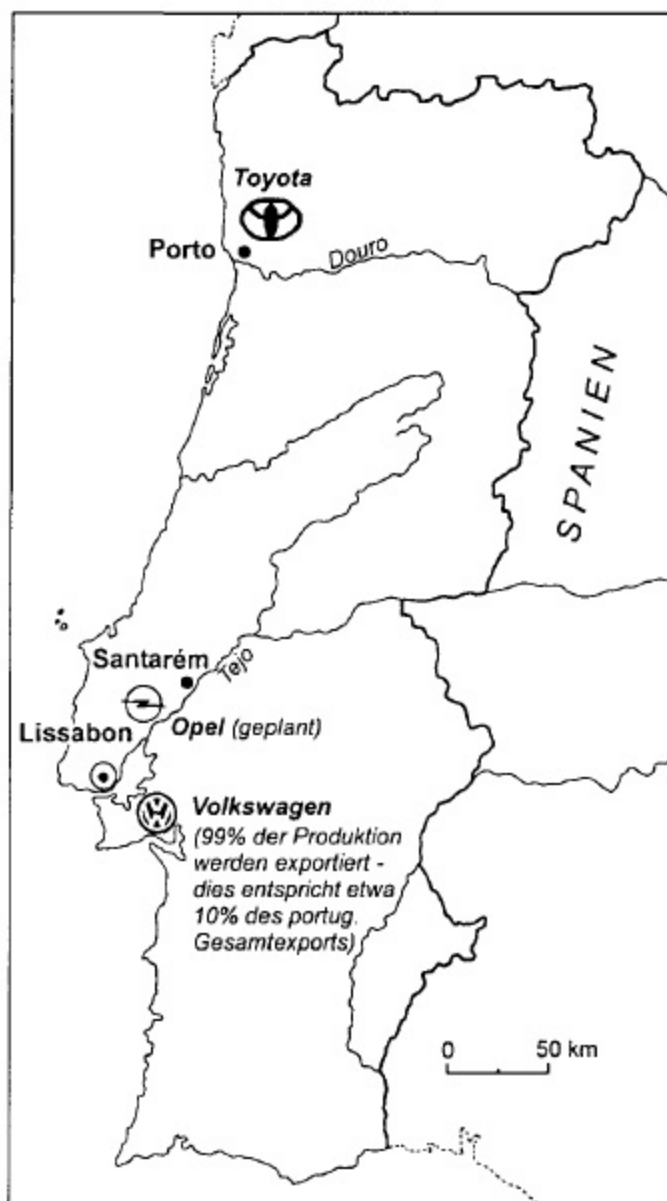 Toyota
Porto
Douro
SPANIEN
Santarém
Tejo
Opel (geplant)
Lissabon
Volkswagen
(99% der Produktion
werden exportiert -
dies entspricht etwa
10% des portug.
Gesamtexports)
0 50 km